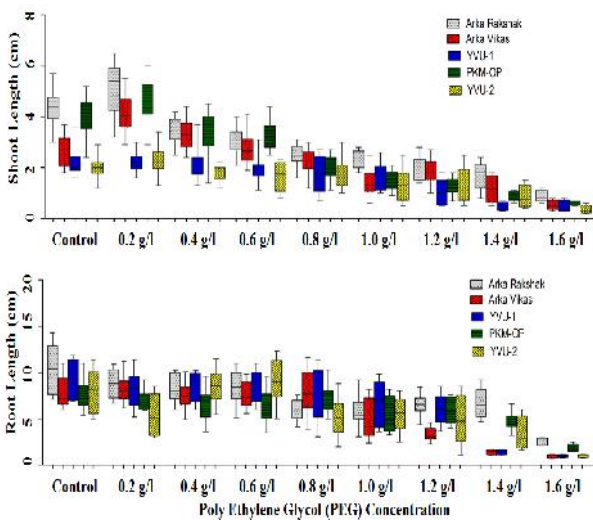 Shoot Length (cm)
8
6
4
2
0
Arka Rakshak
Arka Vikas
YVU-1
PKM-OP
YVU-2
Control 0.2 g/l 0.4 g/l 0.6 g/l 0.8 g/l 1.0 g/l 1.2 g/l 1.4 g/l 1.6 g/l
Root Length (cm)
20
15
10
5
0
Arka Rakshak
Arka Vikas
YVU-1
PKM-OP
YVU-2
Control 0.2 g/l 0.4 g/l 0.6 g/l 0.8 g/l 1.0 g/l 1.2 g/l 1.4 g/l 1.6 g/l
Poly Ethylene Glycol (PEG) Concentration